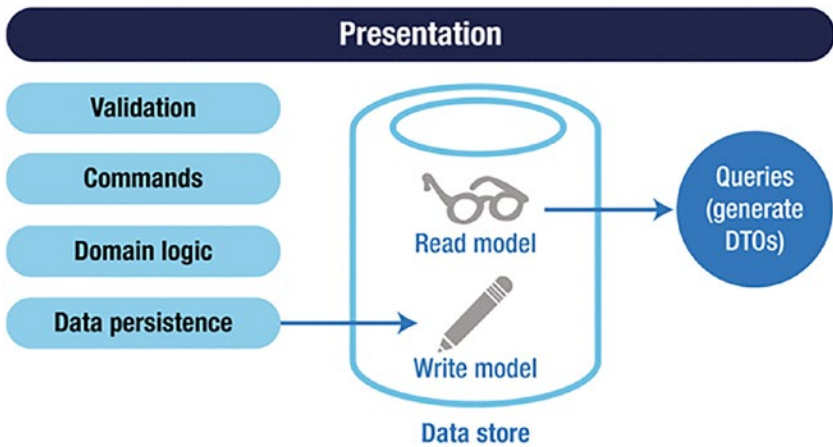 Presentation
Validation
Commands
Domain logic
Data persistence
Read model
Write model
Data store
Queries
(generate
DTOs)